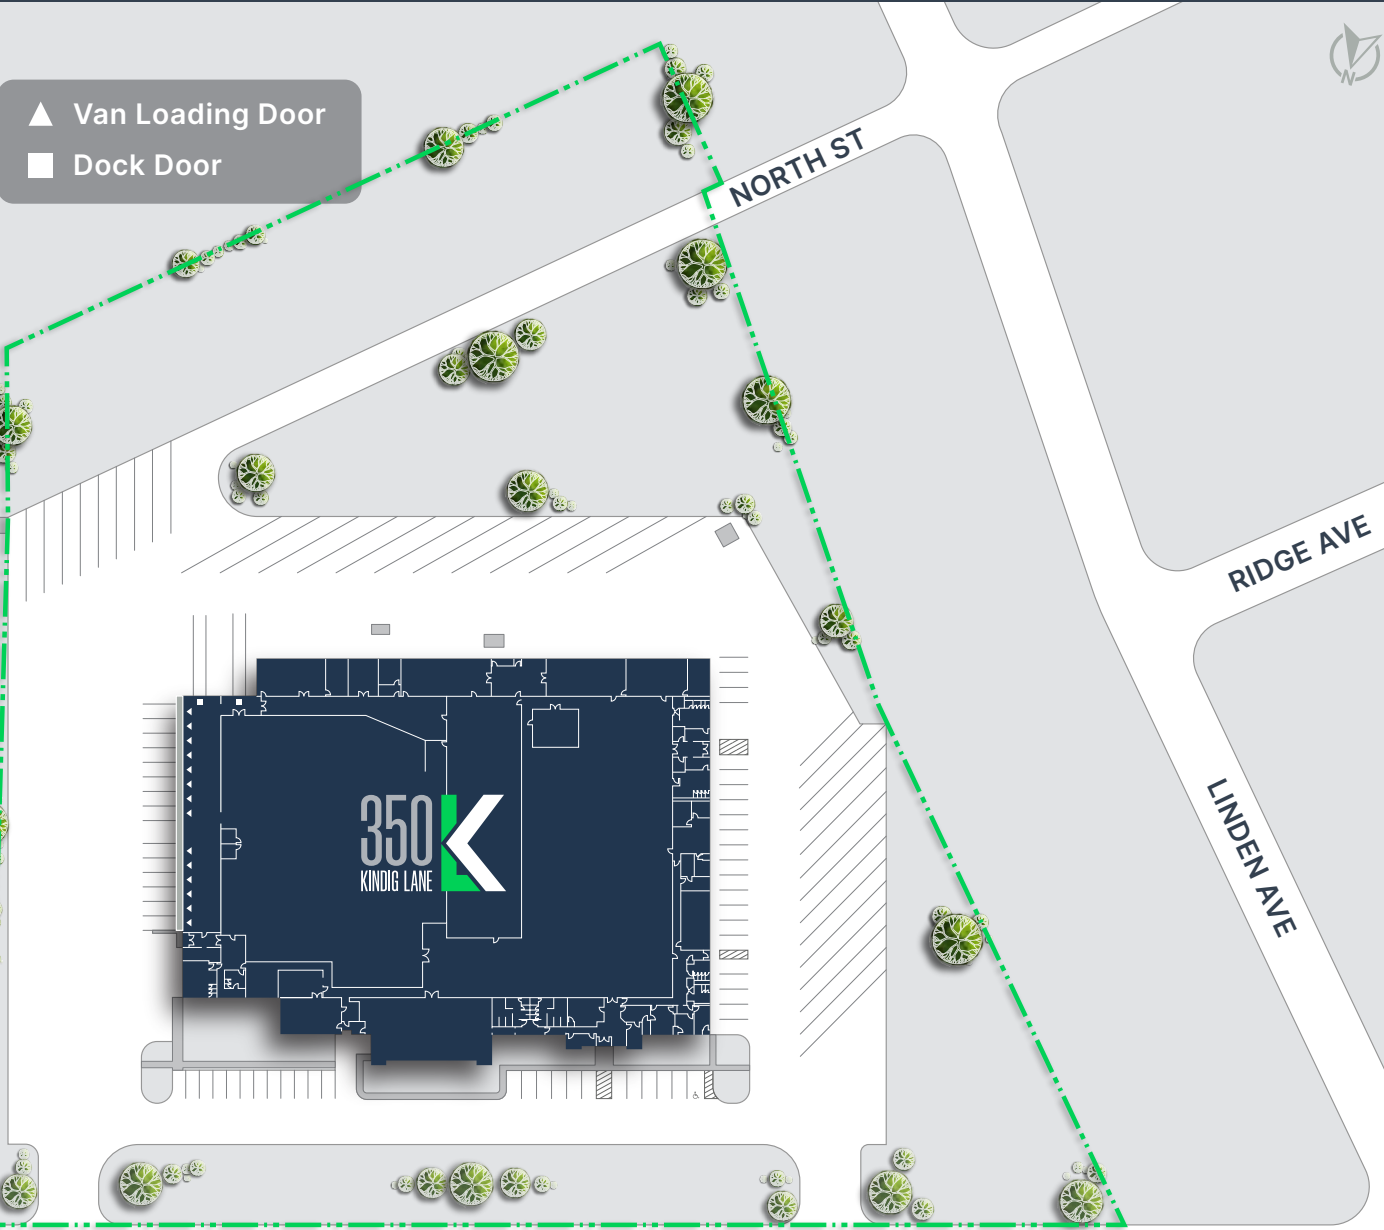 Van Loading Door
Dock Door
N
NORTH ST
RIDGE AVE
LINDEN AVE
350
KINDIG LANE
K